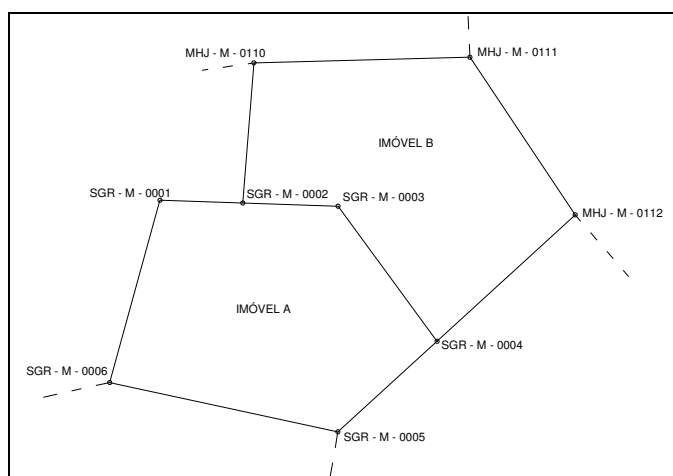 MHJ - M - 0110
MHJ - M - 0111
IMÓVEL B
SGR - M - 0001
SGR - M - 0002
SGR - M - 0003
MHJ - M - 0112
IMÓVEL A
SGR - M - 0004
SGR - M - 0006
SGR - M - 0005